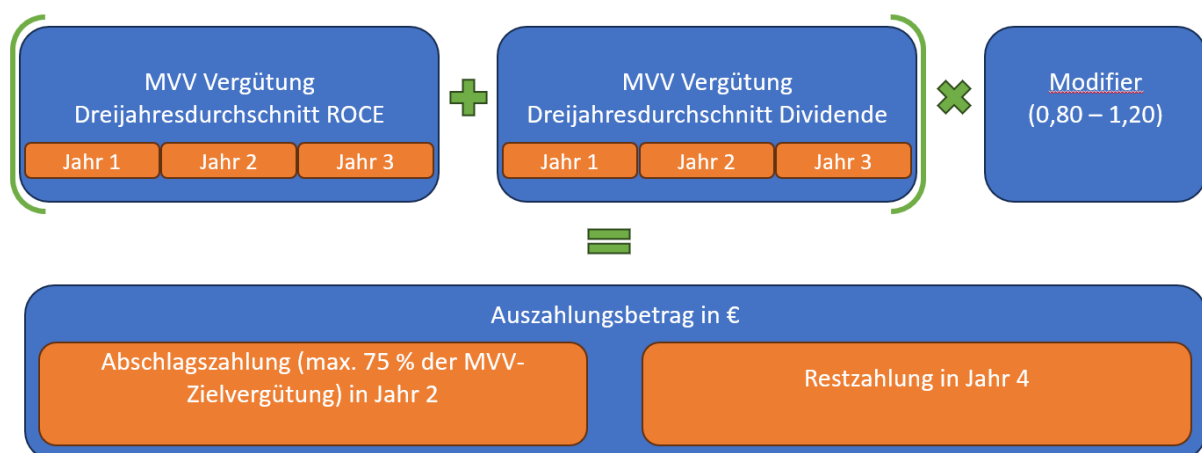 MVV Vergütung
Dreijahresdurchschnitt ROCE
Jahr 1
Jahr 2
Jahr 3
MVV Vergütung
Dreijahresdurchschnitt Dividende
Jahr 1
Jahr 2
Jahr 3
Modifier
(0,80 – 1,20)
Auszahlungsbetrag in €
Abschlagszahlung (max. 75 % der MVV-
Zielvergütung) in Jahr 2
Restzahlung in Jahr 4